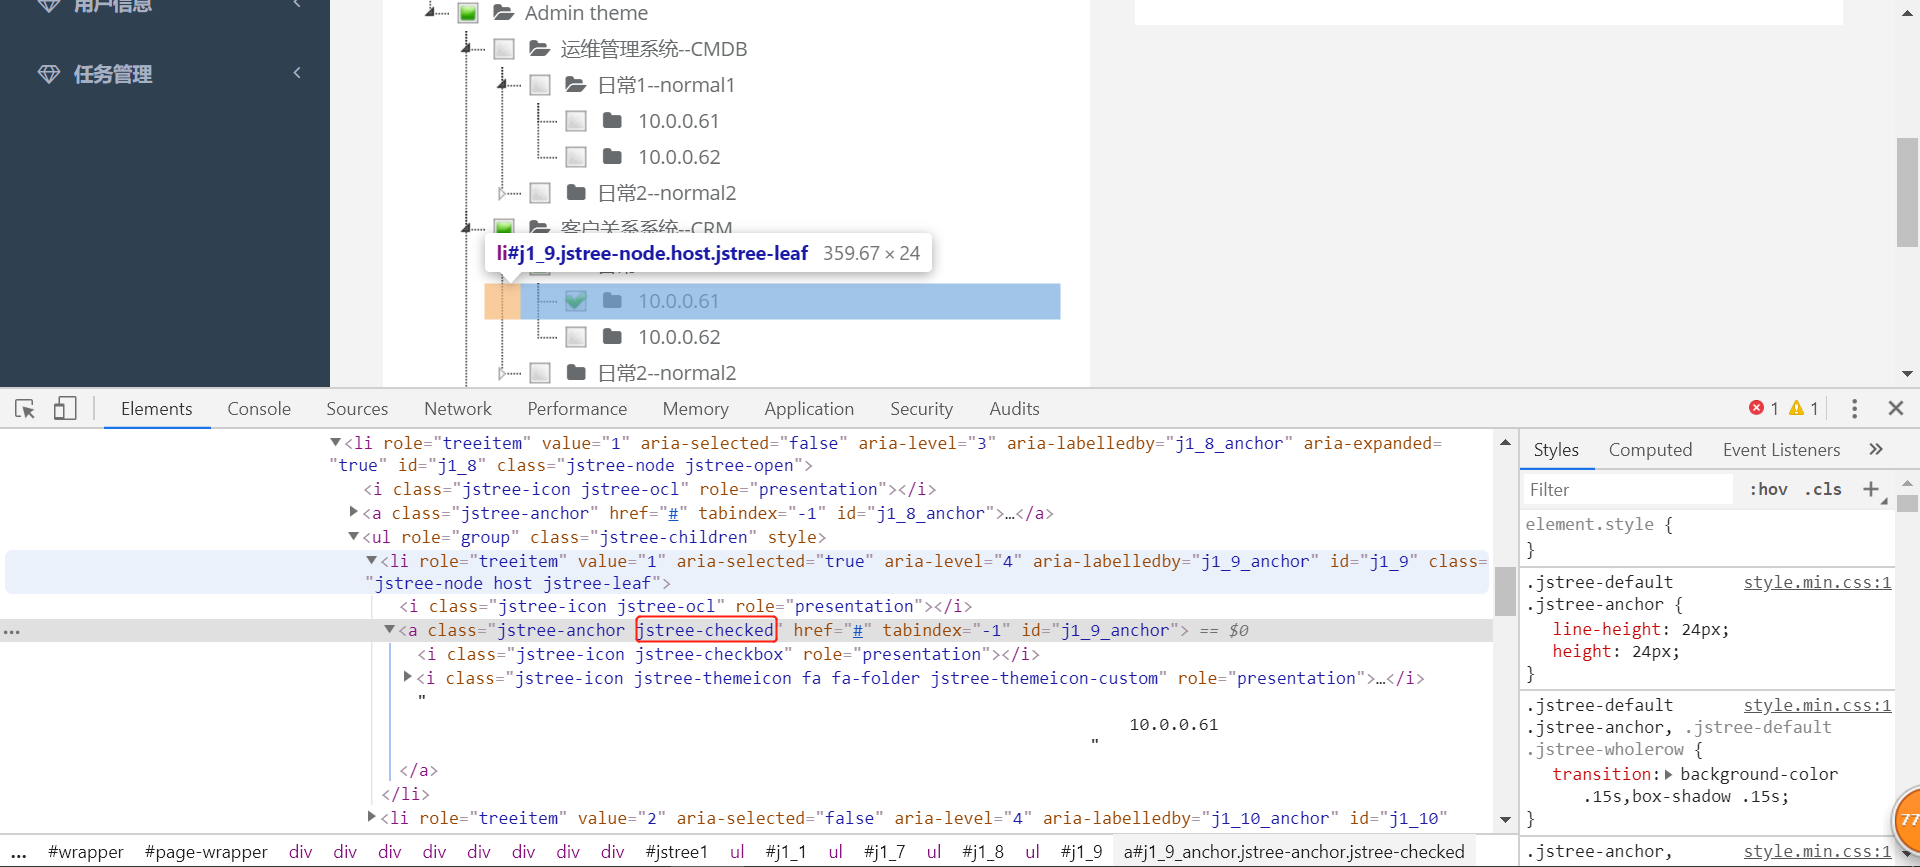 用户信息
任务管理
Admin theme
运维管理系统--CMDB
日常1--normal1
10.0.0.61
10.0.0.62
日常2--normal2
客户关系系统--CRM
li#j1_9.jstree-node.host.jstree-leaf 359.67 × 24
10.0.0.61
10.0.0.62
日常2--normal2
Elements Console Sources Network Performance Memory Application Security Audits 1 1
<li role="treeitem" value="1" aria-selected="false" aria-level="3" aria-labelledby="j1_8_anchor" aria-expanded=
"true" id="j1_8" class="jstree-node jstree-open">
<i class="jstree-icon jstree-ocl" role="presentation"></i>
<a class="jstree-anchor" href="#" tabindex="-1" id="j1_8_anchor">…</a>
<ul role="group" class="jstree-children" style>
<li role="treeitem" value="1" aria-selected="true" aria-level="4" aria-labelledby="j1_9_anchor" id="j1_9" class=
"jstree-node host jstree-leaf">
<i class="jstree-icon jstree-ocl" role="presentation"></i>
... <a class="jstree-anchor jstree-checked" href="#" tabindex="-1" id="j1_9_anchor"> == $0
<i class="jstree-icon jstree-checkbox" role="presentation"></i>
<i class="jstree-icon jstree-themeicon fa fa-folder jstree-themeicon-custom" role="presentation">…</i>
"
10.0.0.61
"
</a>
</li>
<li role="treeitem" value="2" aria-selected="false" aria-level="4" aria-labelledby="j1_10_anchor" id="j1_10"
... #wrapper #page-wrapper div div div div div div div div #jstree1 ul #j1_1 ul #j1_7 ul #j1_8 ul #j1_9 a#j1_9_anchor.jstree-anchor.jstree-checked
Styles Computed Event Listeners »
Filter :hov .cls +
element.style {
}
.jstree-default style.min.css:1
.jstree-anchor {
line-height: 24px;
height: 24px;
}
.jstree-default style.min.css:1
.jstree-anchor, .jstree-default
.jstree-wholerow {
transition: background-color
.15s,box-shadow .15s;
}
.jstree-anchor, style.min.css:1
77